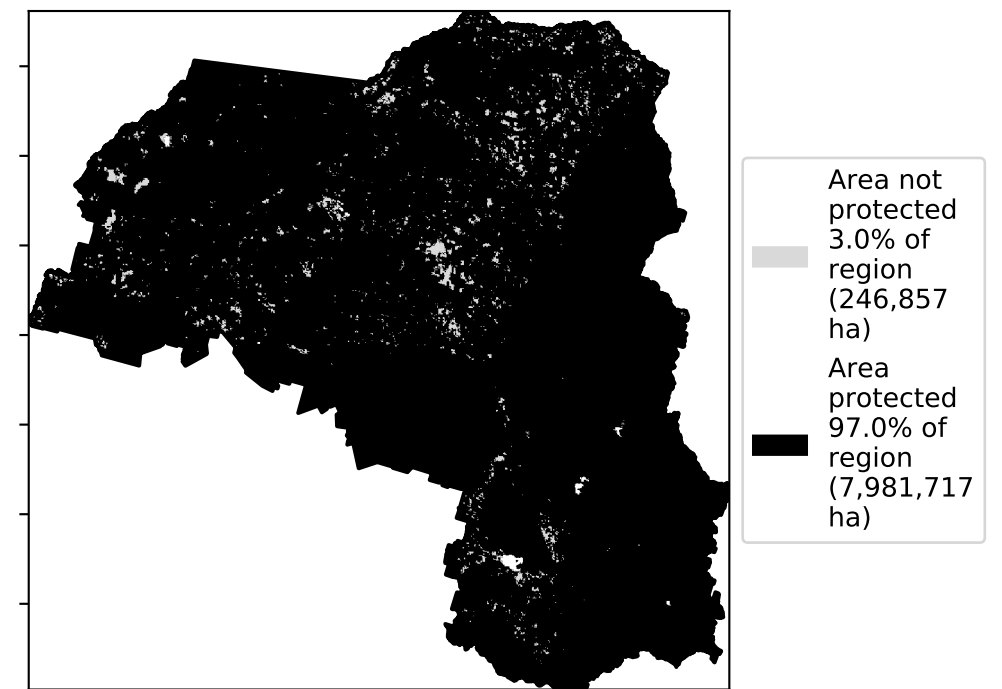 Area not
protected
3.0% of
region
(246,857
ha)
Area
protected
97.0% of
region
(7,981,717
ha)